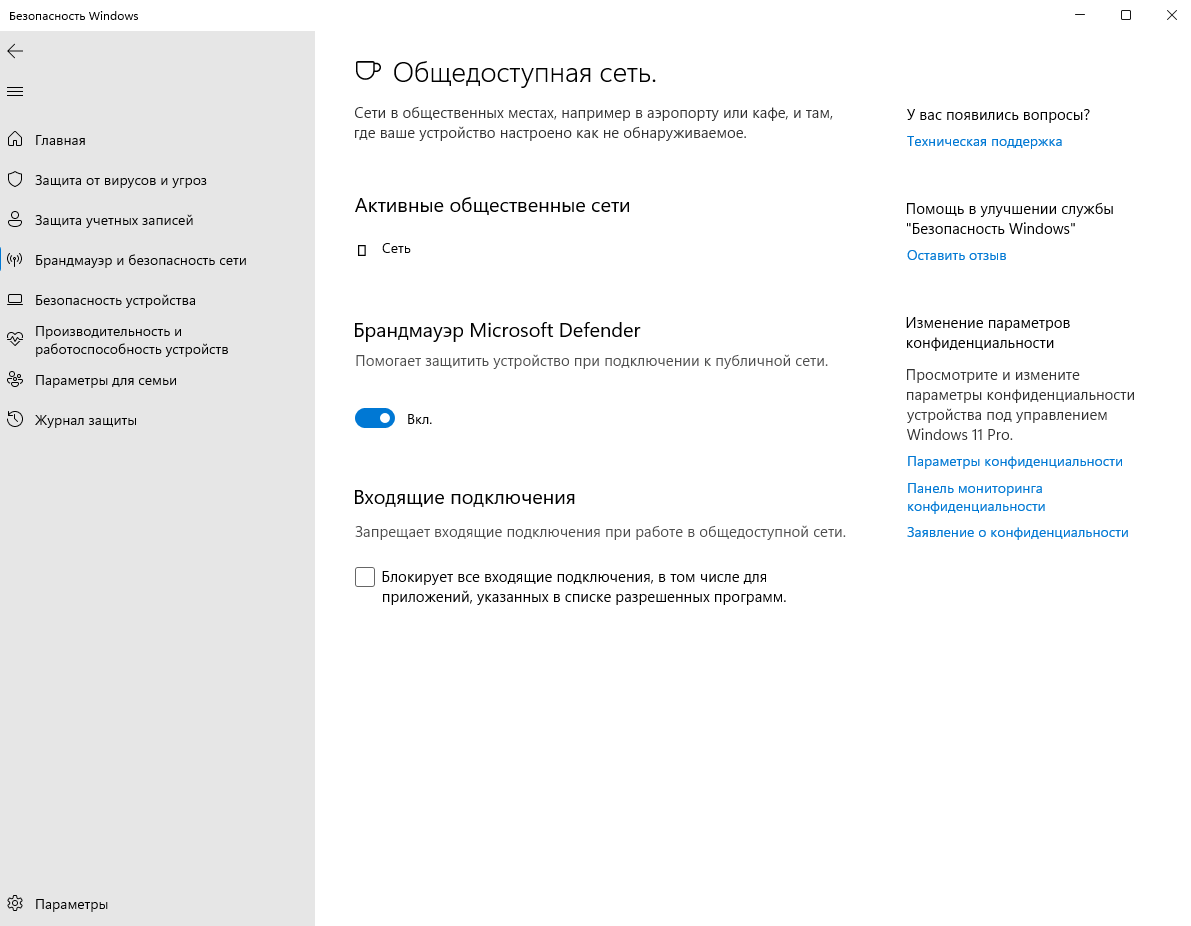 Безопасность Windows
Главная
Защита от вирусов и угроз
Защита учетных записей
Брандмауэр и безопасность сети
Безопасность устройства
Производительность и
работоспособность устройств
Параметры для семьи
Журнал защиты
Параметры
Общедоступная сеть.
Сети в общественных местах, например в аэропорту или кафе, и там,
где ваше устройство настроено как не обнаруживаемое.
Активные общественные сети
Сеть
Брандмауэр Microsoft Defender
Помогает защитить устройство при подключении к публичной сети.
Вкл.
Входящие подключения
Запрещает входящие подключения при работе в общедоступной сети.
Блокирует все входящие подключения, в том числе для
приложений, указанных в списке разрешенных программ.
У вас появились вопросы?
Техническая поддержка
Помощь в улучшении службы
"Безопасность Windows"
Оставить отзыв
Изменение параметров
конфиденциальности
Просмотрите и измените
параметры конфиденциальности
устройства под управлением
Windows 11 Pro.
Параметры конфиденциальности
Панель мониторинга
конфиденциальности
Заявление о конфиденциальности